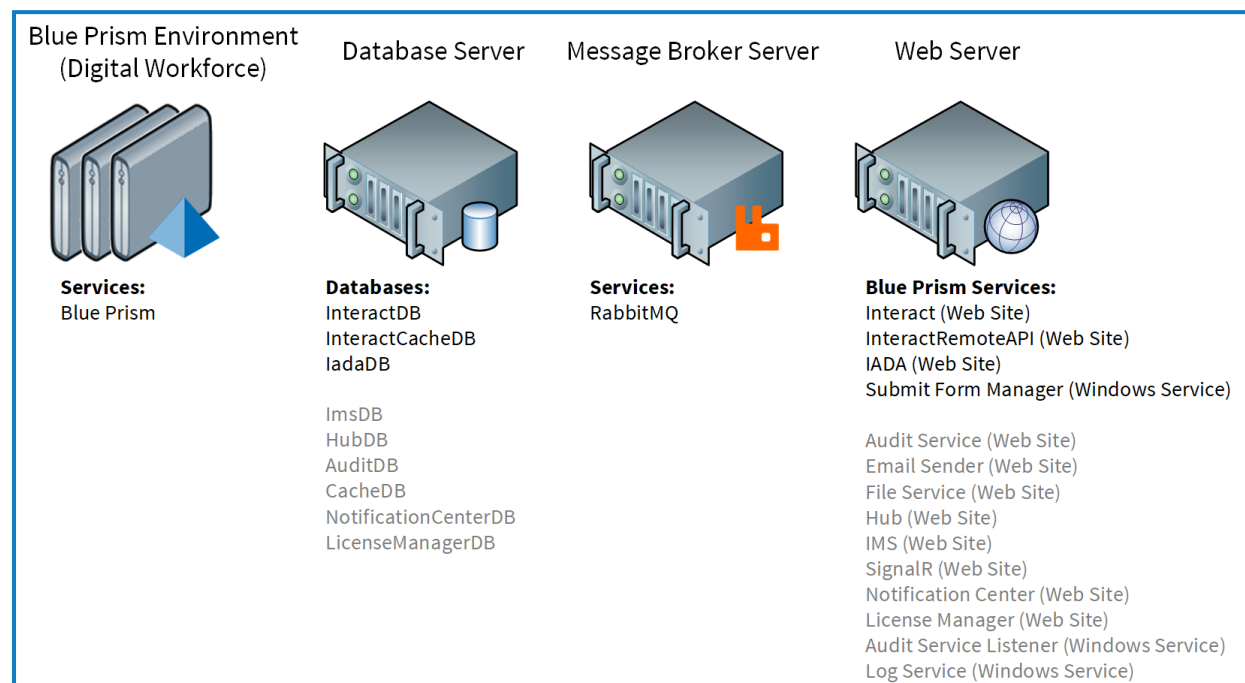 Blue Prism Environment
(Digital Workforce)
Services:
Blue Prism
Database Server
Databases:
InteractDB
InteractCacheDB
IadaDB
ImsDB
HubDB
AuditDB
CacheDB
NotificationCenterDB
LicenseManagerDB
Message Broker Server
Services:
RabbitMQ
Web Server
Blue Prism Services:
Interact (Web Site)
InteractRemoteAPI (Web Site)
IADA (Web Site)
Submit Form Manager (Windows Service)
Audit Service (Web Site)
Email Sender (Web Site)
File Service (Web Site)
Hub (Web Site)
IMS (Web Site)
SignalR (Web Site)
Notification Center (Web Site)
License Manager (Web Site)
Audit Service Listener (Windows Service)
Log Service (Windows Service)